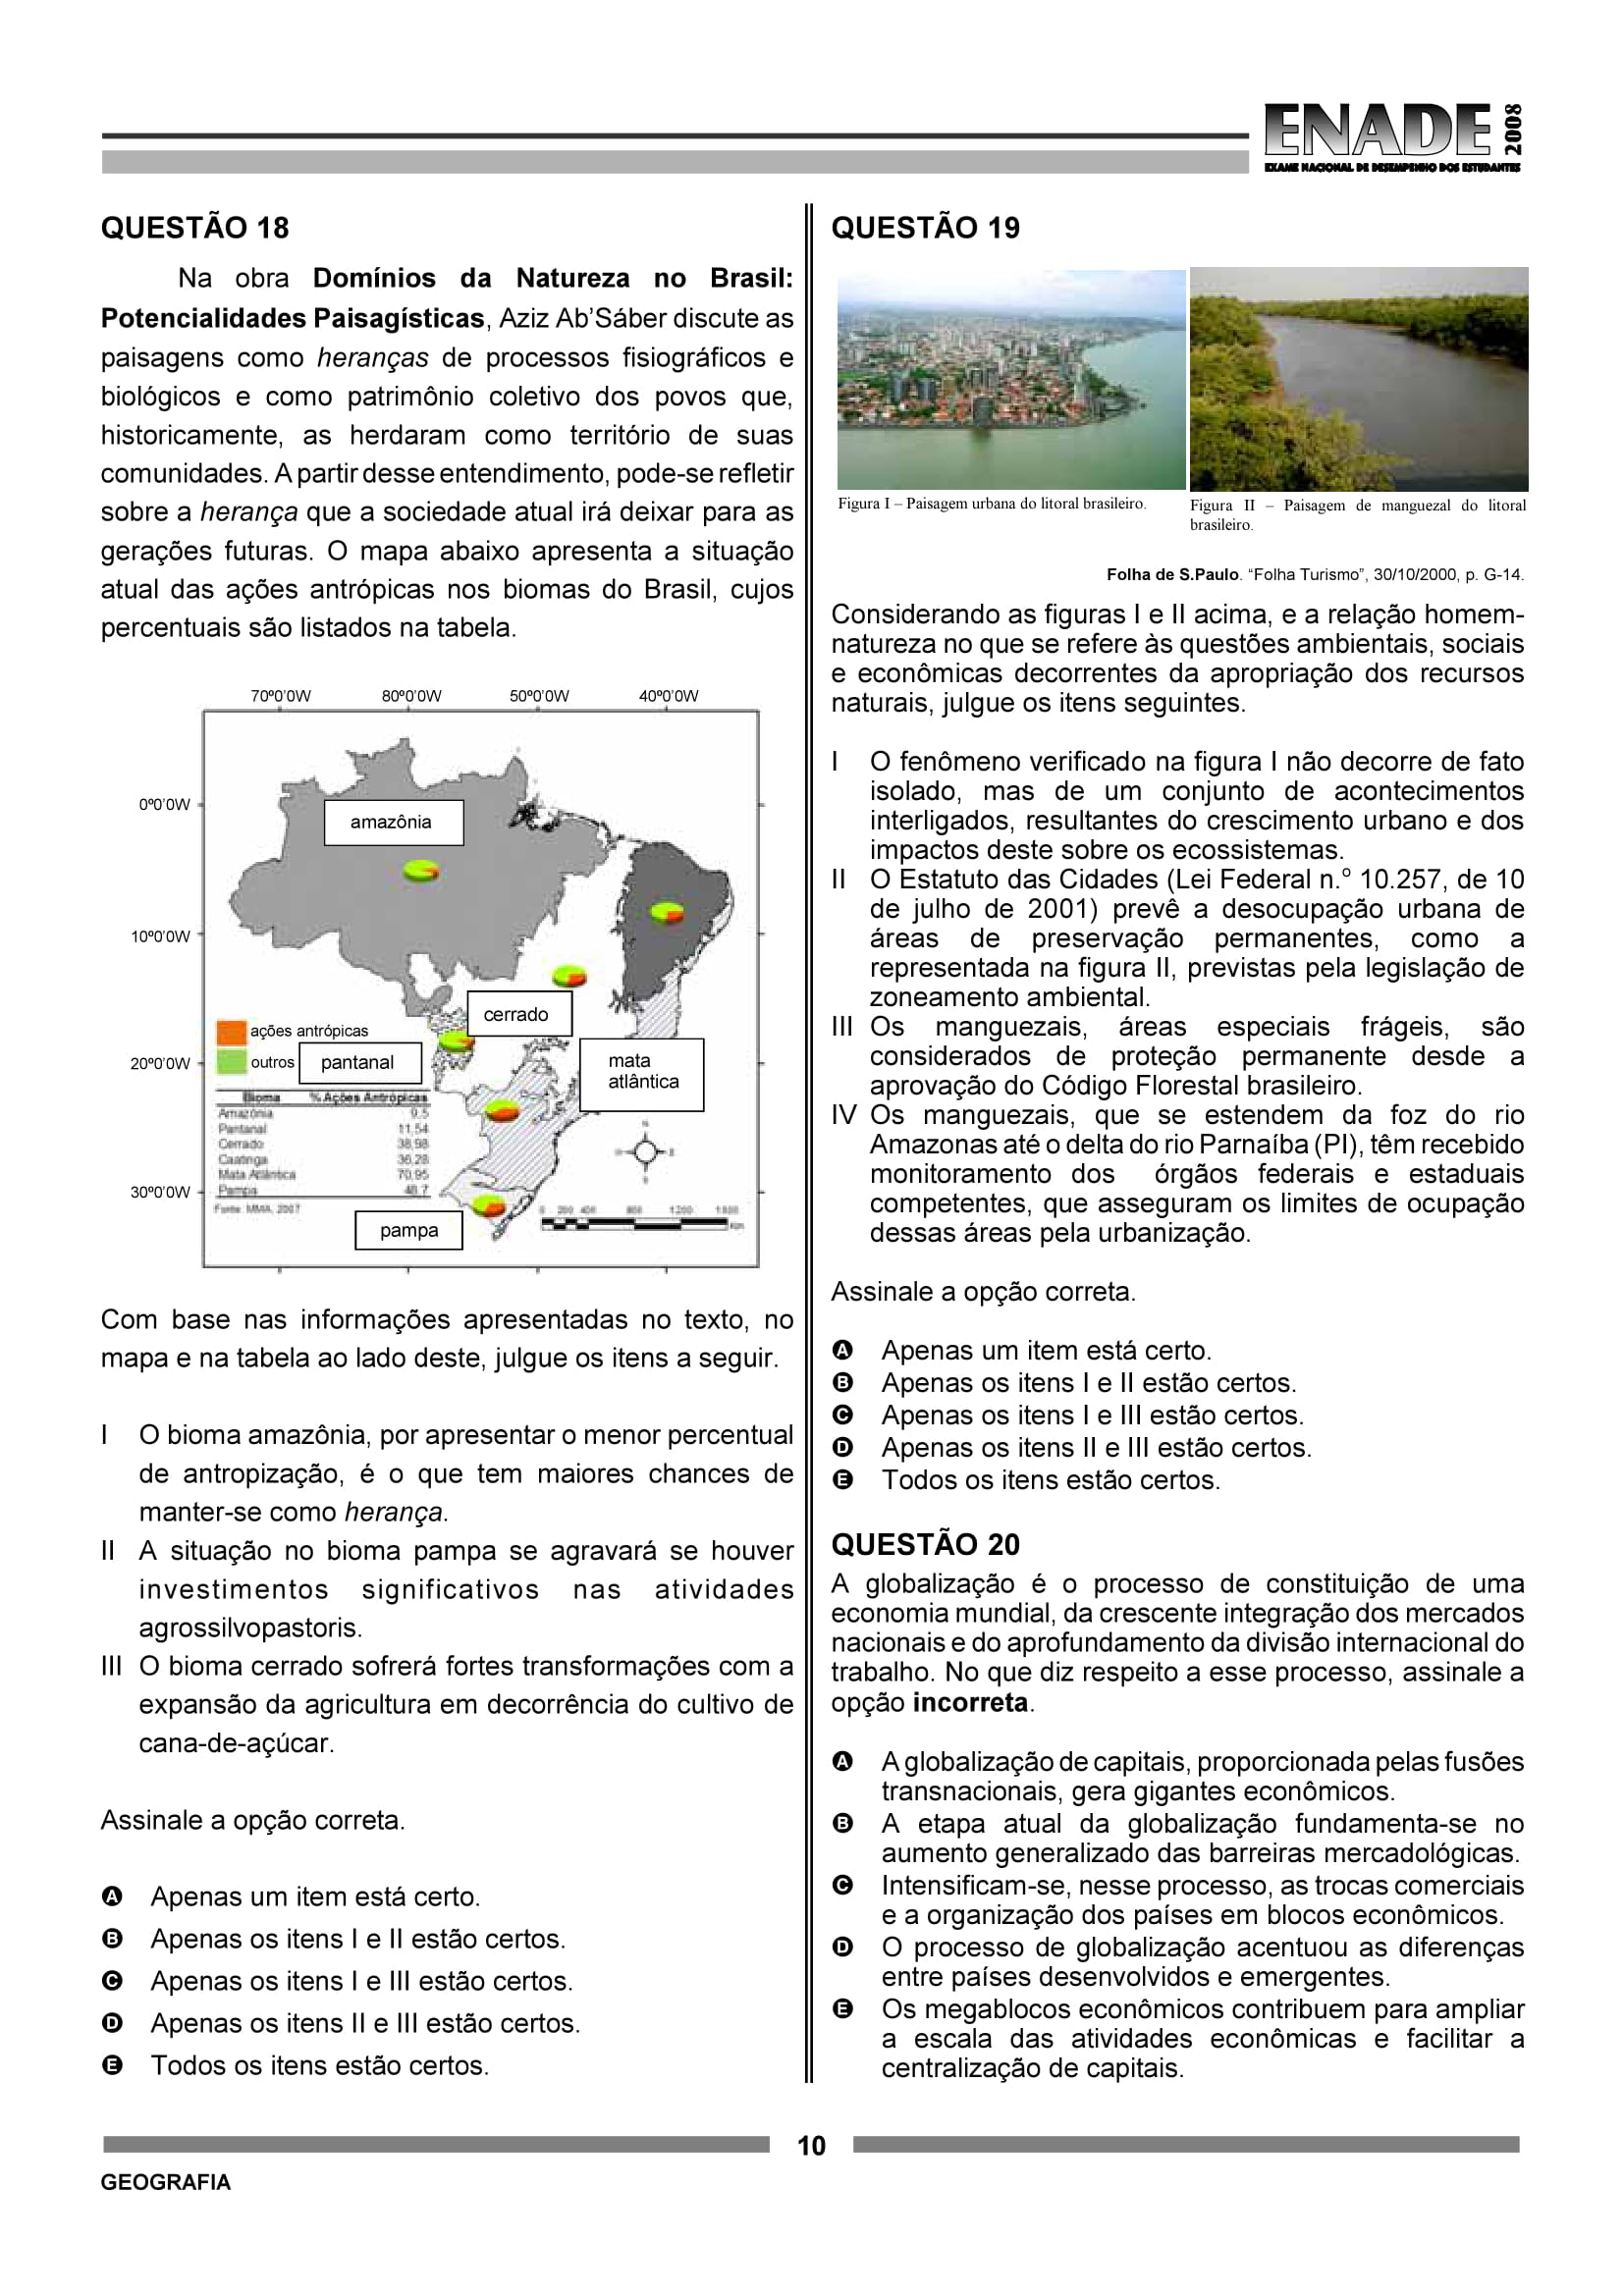 ENADE 2008
EXAME NACIONAL DE DESEMPENHO DOS ESTUDANTES
QUESTÃO 18
Na obra Domínios da Natureza no Brasil:
Potencialidades Paisagísticas, Aziz Ab'Sáber discute as
paisagens como heranças de processos fisiográficos e
biológicos e como patrimônio coletivo dos povos que,
historicamente, as herdaram como território de suas
comunidades. A partir desse entendimento, pode-se refletir
sobre a herança que a sociedade atual irá deixar para as
gerações futuras. O mapa abaixo apresenta a situação
atual das ações antrópicas nos biomas do Brasil, cujos
percentuais são listados na tabela.
70º0'0W 80º0'0W 50º0'0W 40º0'0W
0º0'0W
10º0'0W
20º0'0W
30º0'0W
amazônia
cerrado
pantanal
mata
atlântica
pampa
ações antrópicas
outros
Bioma % Ações Antrópicas
Amazônia 9,5
Pantanal 11,54
Cerrado 38,98
Caatinga 36,28
Mata Atlântica 70,95
Pampa 48,7
Fonte: MMA, 2007
0 200 400 800 1200 1600
Km
Com base nas informações apresentadas no texto, no
mapa e na tabela ao lado deste, julgue os itens a seguir.
I O bioma amazônia, por apresentar o menor percentual
de antropização, é o que tem maiores chances de
manter-se como herança.
II A situação no bioma pampa se agravará se houver
investimentos significativos nas atividades
agrossilvopastoris.
III O bioma cerrado sofrerá fortes transformações com a
expansão da agricultura em decorrência do cultivo de
cana-de-açúcar.
Assinale a opção correta.
A Apenas um item está certo.
B Apenas os itens I e II estão certos.
C Apenas os itens I e III estão certos.
D Apenas os itens II e III estão certos.
E Todos os itens estão certos.
QUESTÃO 19
Figura I – Paisagem urbana do litoral brasileiro.
Figura II – Paisagem de manguezal do litoral
brasileiro.
Folha de S.Paulo. “Folha Turismo”, 30/10/2000, p. G-14.
Considerando as figuras I e II acima, e a relação homem-
natureza no que se refere às questões ambientais, sociais
e econômicas decorrentes da apropriação dos recursos
naturais, julgue os itens seguintes.
I O fenômeno verificado na figura I não decorre de fato
isolado, mas de um conjunto de acontecimentos
interligados, resultantes do crescimento urbano e dos
impactos deste sobre os ecossistemas.
II O Estatuto das Cidades (Lei Federal n.º 10.257, de 10
de julho de 2001) prevê a desocupação urbana de
áreas de preservação permanentes, como a
representada na figura II, previstas pela legislação de
zoneamento ambiental.
III Os manguezais, áreas especiais frágeis, são
considerados de proteção permanente desde a
aprovação do Código Florestal brasileiro.
IV Os manguezais, que se estendem da foz do rio
Amazonas até o delta do rio Parnaíba (PI), têm recebido
monitoramento dos órgãos federais e estaduais
competentes, que asseguram os limites de ocupação
dessas áreas pela urbanização.
Assinale a opção correta.
A Apenas um item está certo.
B Apenas os itens I e II estão certos.
C Apenas os itens I e III estão certos.
D Apenas os itens II e III estão certos.
E Todos os itens estão certos.
QUESTÃO 20
A globalização é o processo de constituição de uma
economia mundial, da crescente integração dos mercados
nacionais e do aprofundamento da divisão internacional do
trabalho. No que diz respeito a esse processo, assinale a
opção incorreta.
A A globalização de capitais, proporcionada pelas fusões
transnacionais, gera gigantes econômicos.
B A etapa atual da globalização fundamenta-se no
aumento generalizado das barreiras mercadológicas.
C Intensificam-se, nesse processo, as trocas comerciais
e a organização dos países em blocos econômicos.
D O processo de globalização acentuou as diferenças
entre países desenvolvidos e emergentes.
E Os megablocos econômicos contribuem para ampliar
a escala das atividades econômicas e facilitar a
centralização de capitais.
10
GEOGRAFIA